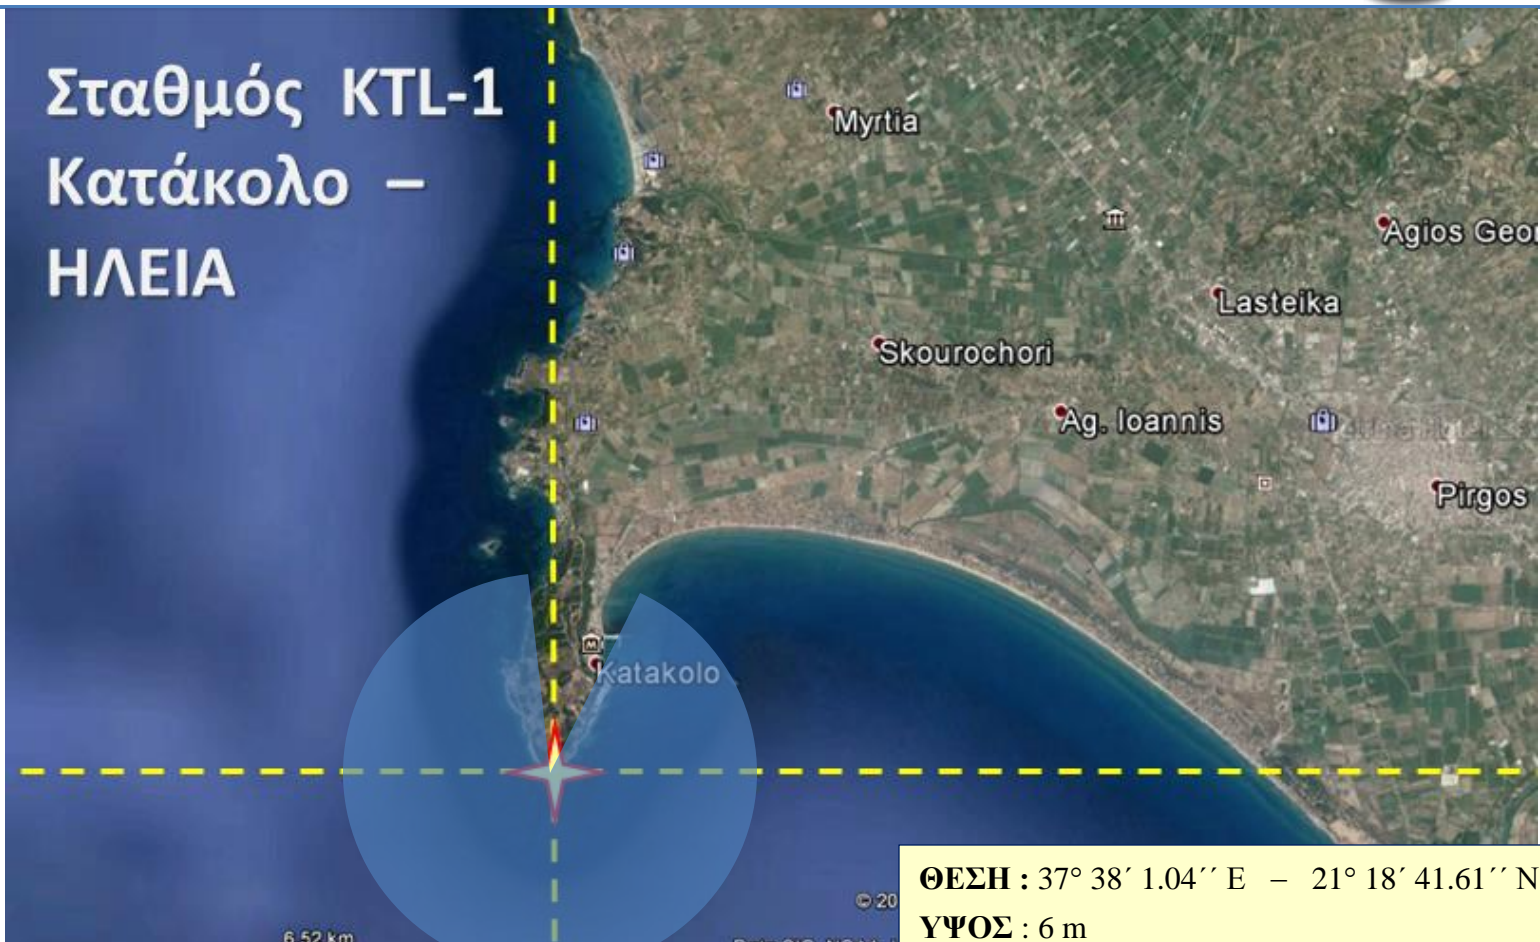 Σταθμός KTL-1
Κατάκολο –
ΗΛΕΙΑ
Myrtia
Agios Geor
Lasteika
Skourochori
Ag. Ioannis
Pirgos
Katakolo
ΘΕΣΗ : 37° 38´ 1.04´´ E – 21° 18´ 41.61´´ N
ΥΨΟΣ : 6 m
© 20
6.52 km